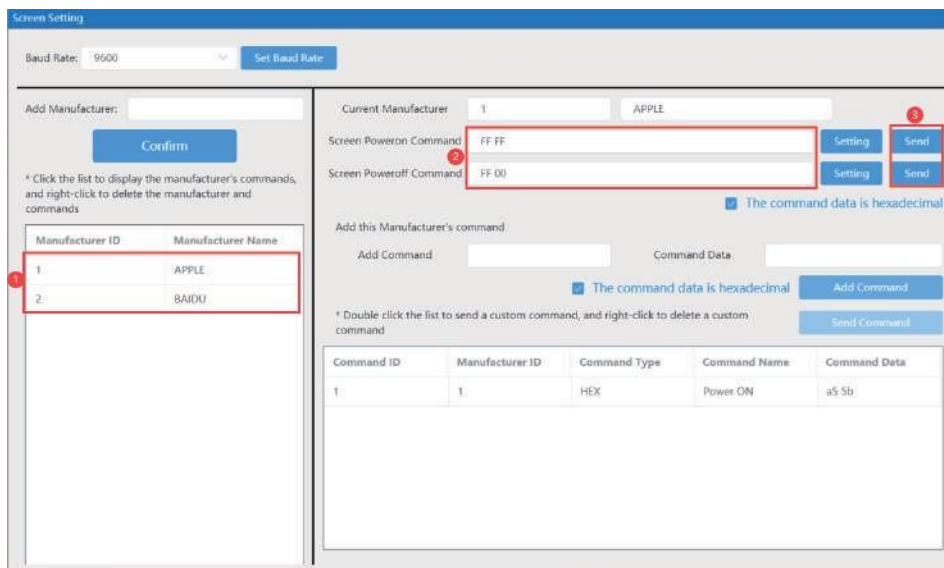 Screen Setting
Baud Rate: 9600 Set Baud Rate
Add Manufacturer:
Confirm
* Click the list to display the manufacturer's commands,
and right-click to delete the manufacturer and
commands
Manufacturer ID Manufacturer Name
1 APPLE
2 BAIDU
1
Current Manufacturer 1 APPLE
3
Screen Poweron Command FF FF Setting Send
2
Screen Poweroff Command FF 00 Setting Send
The command data is hexadecimal
Add this Manufacturer's command
Add Command Command Data
The command data is hexadecimal Add Command
* Double click the list to send a custom command, and right-click to delete a custom
command
Send Command
Command ID Manufacturer ID Command Type Command Name Command Data
1 1 HEX Power ON a5 5b